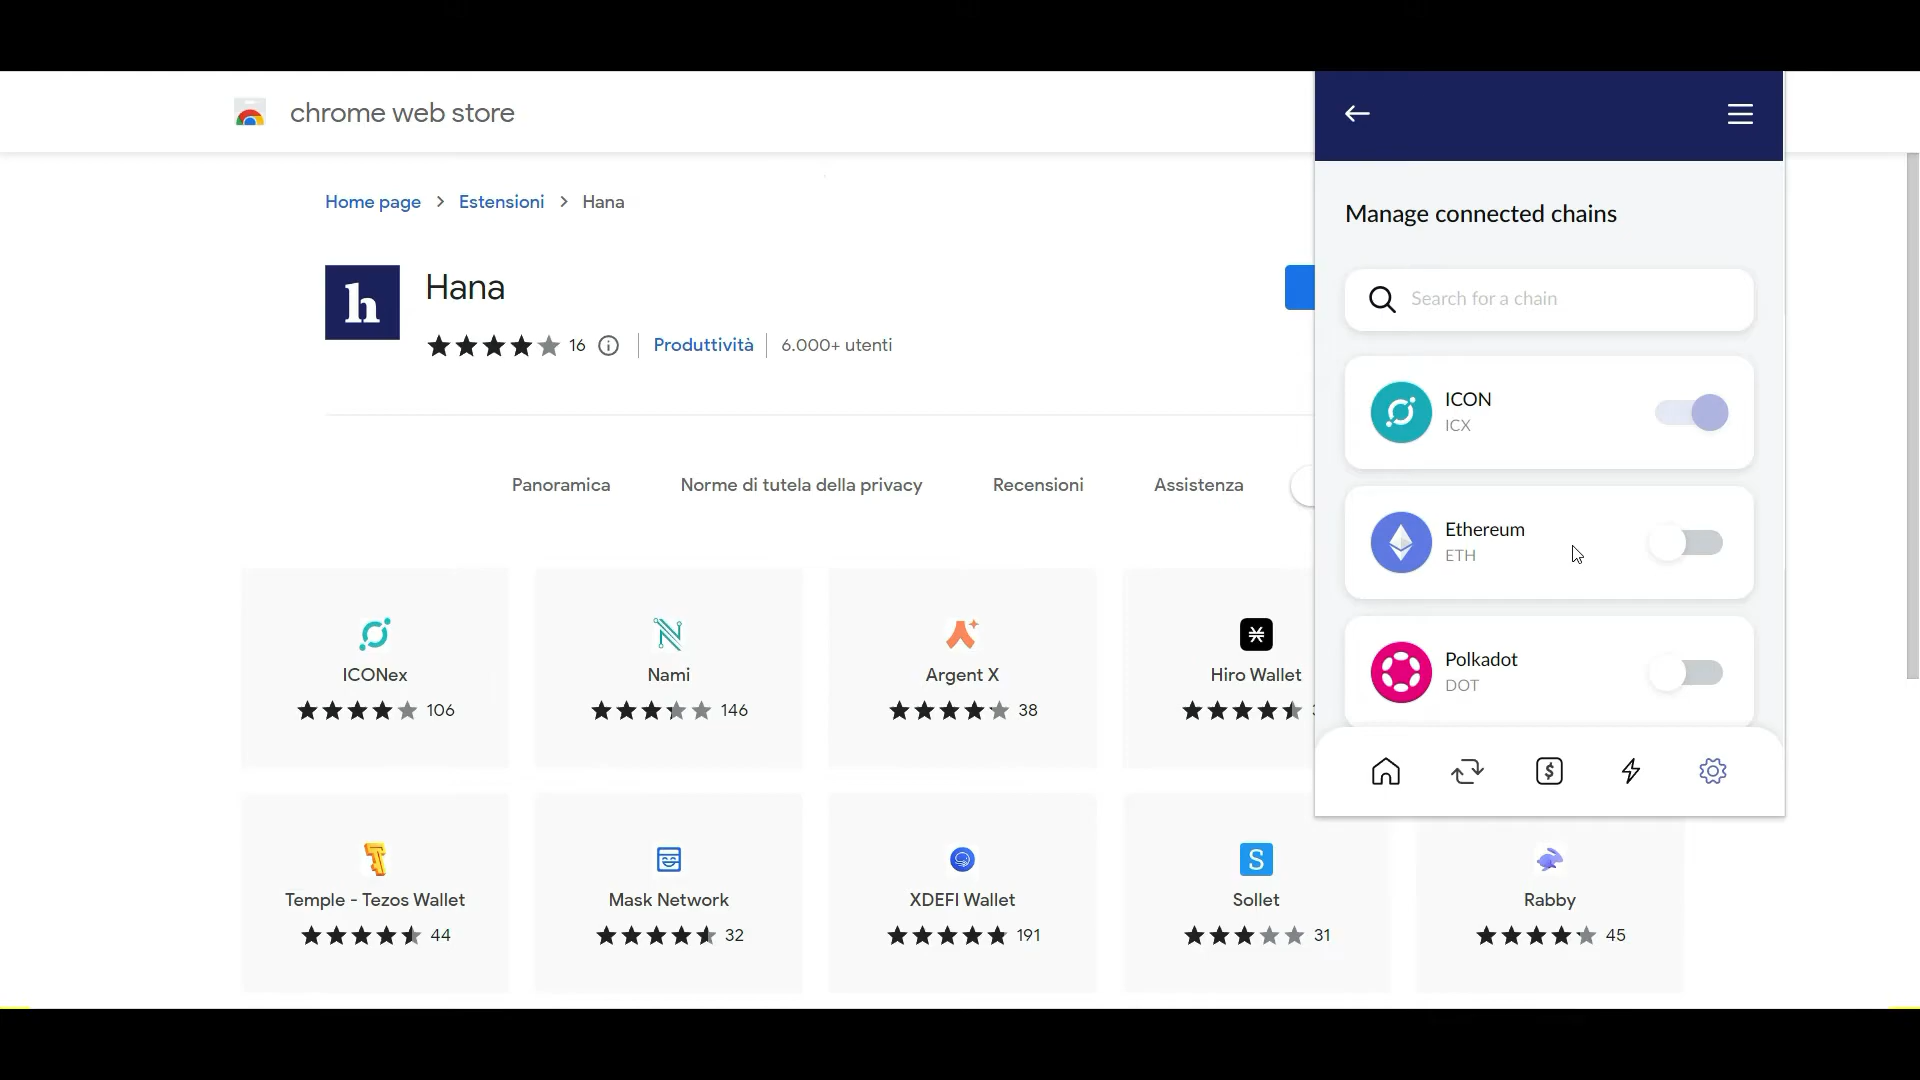 chrome web store
Home page > Estensioni > Hana
h
Hana
16
Produttività
6.000+ utenti
Panoramica
Norme di tutela della privacy
Recensioni
Assistenza
ICONex
106
Nami
146
Argent X
38
Hiro Wallet
Temple - Tezos Wallet
44
Mask Network
32
XDEFI Wallet
191
S
Sollet
31
Rabby
45
Manage connected chains
Search for a chain
ICON
ICX
Ethereum
ETH
Polkadot
DOT